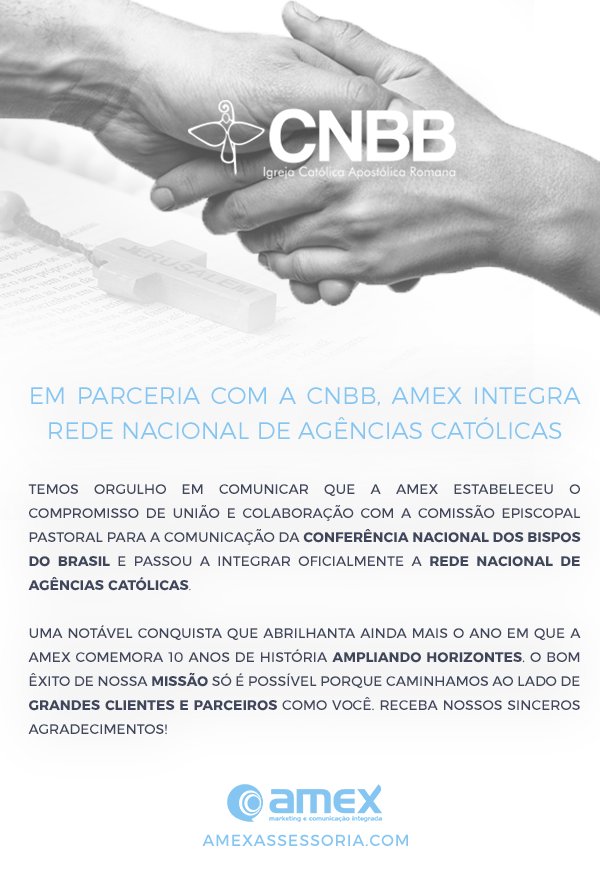 CNBB
Igreja Católica Apostólica Romana
JERUSALEM
EM PARCERIA COM A CNBB, AMEX INTEGRA
REDE NACIONAL DE AGÊNCIAS CATÓLICAS
TEMOS ORGULHO EM COMUNICAR QUE A AMEX ESTABELECEU O
COMPROMISSO DE UNIÃO E COLABORAÇÃO COM A COMISSÃO EPISCOPAL
PASTORAL PARA A COMUNICAÇÃO DA CONFERÊNCIA NACIONAL DOS BISPOS
DO BRASIL E PASSOU A INTEGRAR OFICIALMENTE A REDE NACIONAL DE
AGÊNCIAS CATÓLICAS.
UMA NOTÁVEL CONQUISTA QUE ABRILHANTA AINDA MAIS O ANO EM QUE A
AMEX COMEMORA 10 ANOS DE HISTÓRIA AMPLIANDO HORIZONTES. O BOM
ÊXITO DE NOSSA MISSÃO SÓ É POSSÍVEL PORQUE CAMINHAMOS AO LADO DE
GRANDES CLIENTES E PARCEIROS COMO VOCÊ. RECEBA NOSSOS SINCEROS
AGRADECIMENTOS!
amex
marketing e comunicação integrada
AMEXASSESSORIA.COM